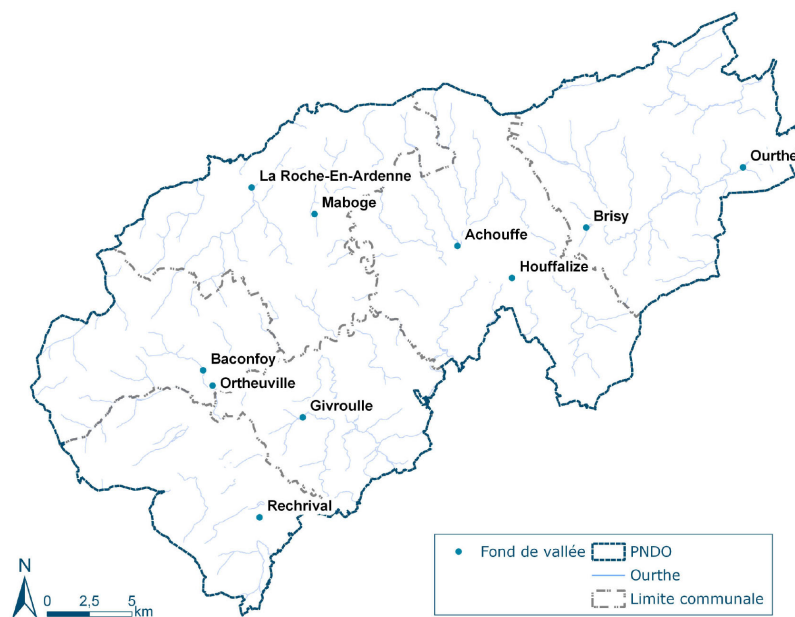 Ourthe
La Roche-En-Ardenne
Maboge
Brisy
Achouffe
Houffalize
Baconfoy
Ortheuville
Givroulle
Rechrival
N
0 2,5 5
km
Fond de vallée
PNDO
Ourthe
Limite communale